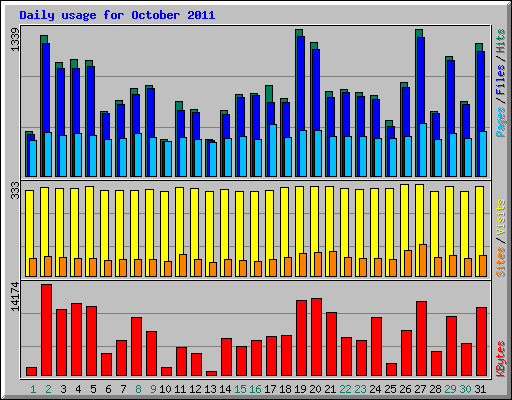 Daily usage for October 2011
1339
Pages / Files / Hits
333
Sites / Visits
14174
KBytes
1 2 3 4 5 6 7 8 9 10 11 12 13 14 15 16 17 18 19 20 21 22 23 24 25 26 27 28 29 30 31